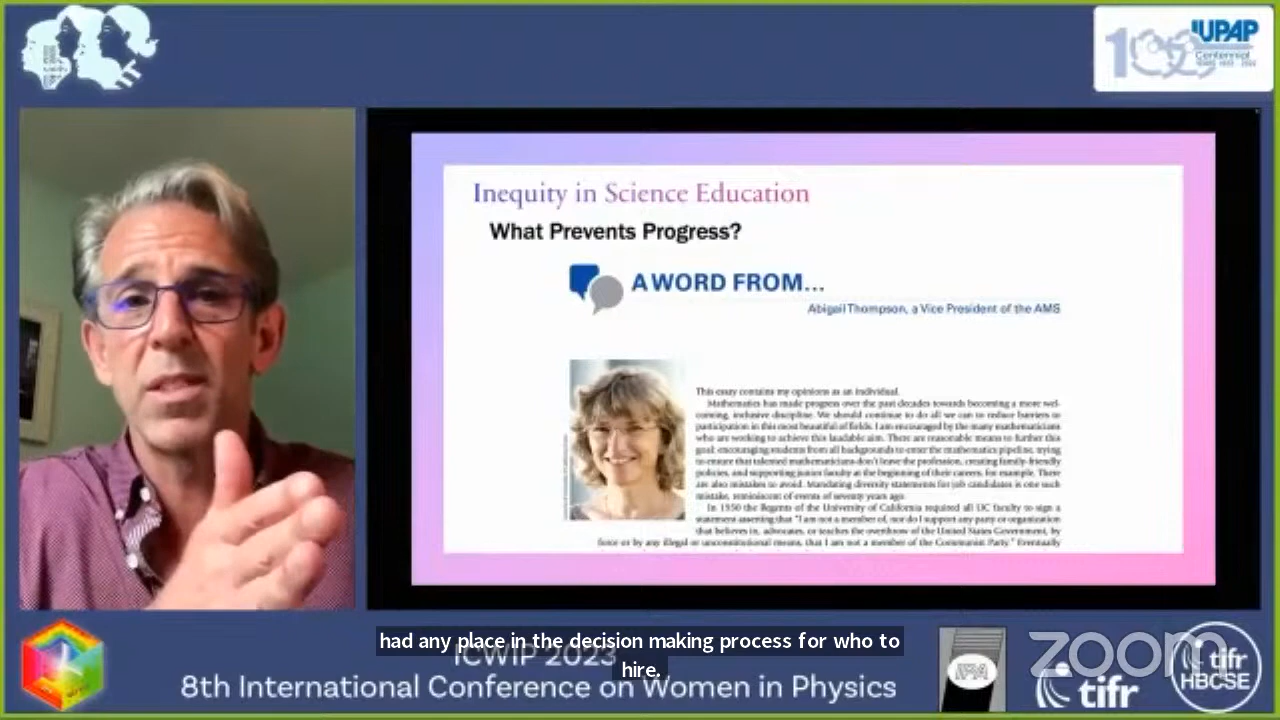 IUPAP
Centennial
Inequity in Science Education
What Prevents Progress?
A WORD FROM...
Abigail Thompson, a Vice President of the AMS
This essay contains my opinions as an individual.
Mathematics has made progress over the past decades towards becoming a more wel-
coming, inclusive discipline. We should continue to do all we can to reduce barriers to
participation in this most beautiful of fields. I am encouraged by the many mathematicians
who are working to achieve this laudable aim. There are reasonable means to further this
goal: encouraging students from all backgrounds to enter the mathematics pipeline, trying
to ensure that talented mathematicians don't leave the profession, creating family-friendly
policies, and supporting junior faculty at the beginning of their careers, for example. There
are also mistakes to avoid. Mandating diversity statements for job candidates is one such
mistake, reminiscent of events of seventy years ago.
In 1950 the Regents of the University of California required all UC faculty to sign a
statement asserting that "I am not a member of, nor do I support any party or organization
that believes in, advocates, or teaches the overthrow of the United States Government, by
force or by any illegal or unconstitutional means, that I am not a member of the Communist Party." Eventually
had any place in the decision making process for who to
hire.
ICWIP 2023
8th International Conference on Women in Physics
IPA
tifr
zoom
tifr
HBCSE